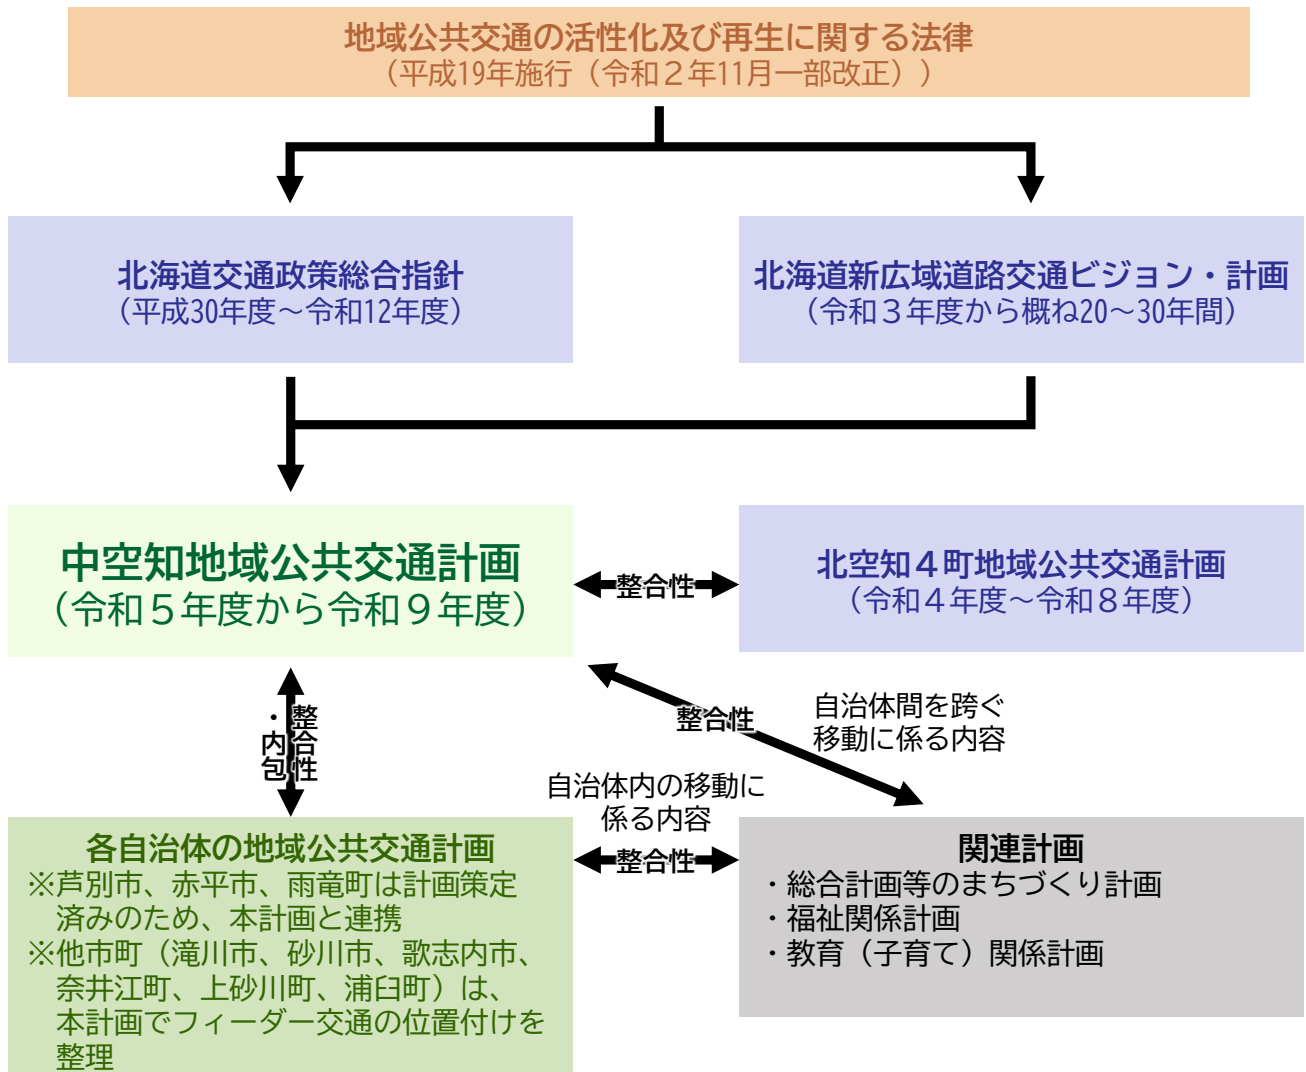 地域公共交通の活性化及び再生に関する法律
（平成19年施行（令和２年11月一部改正））
北海道交通政策総合指針
（平成30年度～令和12年度）
北海道新広域道路交通ビジョン・計画
（令和３年度から概ね20～30年間）
中空知地域公共交通計画
（令和５年度から令和９年度）
整合性
北空知４町地域公共交通計画
（令和４年度～令和８年度）
整合性
・内包
整合性
自治体間を跨ぐ
移動に係る内容
自治体内の移動に
係る内容
整合性
各自治体の地域公共交通計画
※芦別市、赤平市、雨竜町は計画策定
済みのため、本計画と連携
※他市町（滝川市、砂川市、歌志内市、
奈井江町、上砂川町、浦臼町）は、
本計画でフィーダー交通の位置付けを
整理
関連計画
・総合計画等のまちづくり計画
・福祉関係計画
・教育（子育て）関係計画